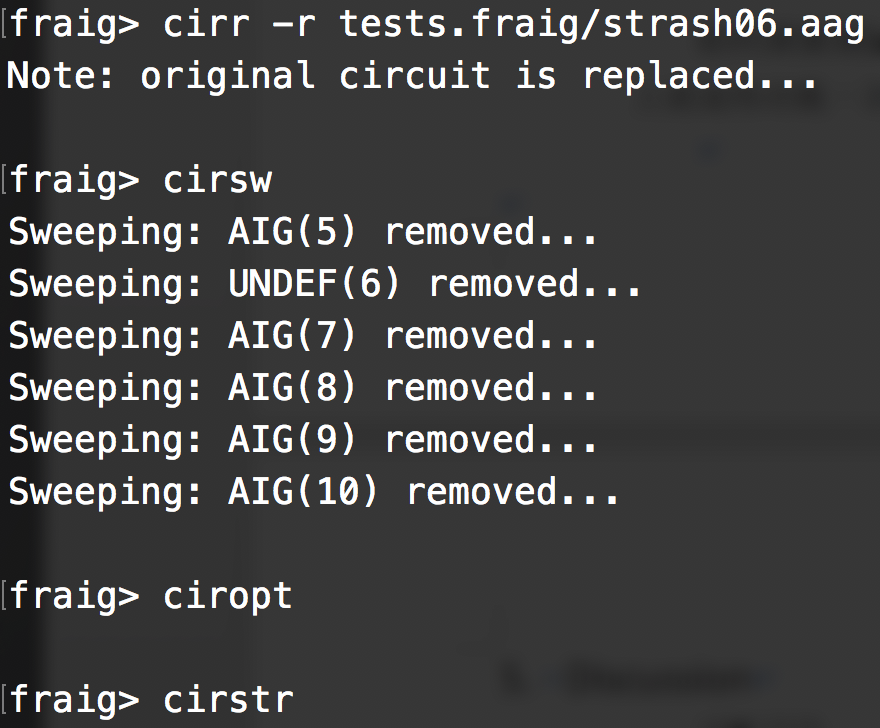 [fraig> cirr -r tests.fraig/strash06.aag
Note: original circuit is replaced...
[fraig> cirsw
Sweeping: AIG(5) removed...
Sweeping: UNDEF(6) removed...
Sweeping: AIG(7) removed...
Sweeping: AIG(8) removed...
Sweeping: AIG(9) removed...
Sweeping: AIG(10) removed...
[fraig> ciropt
[fraig> cirstr